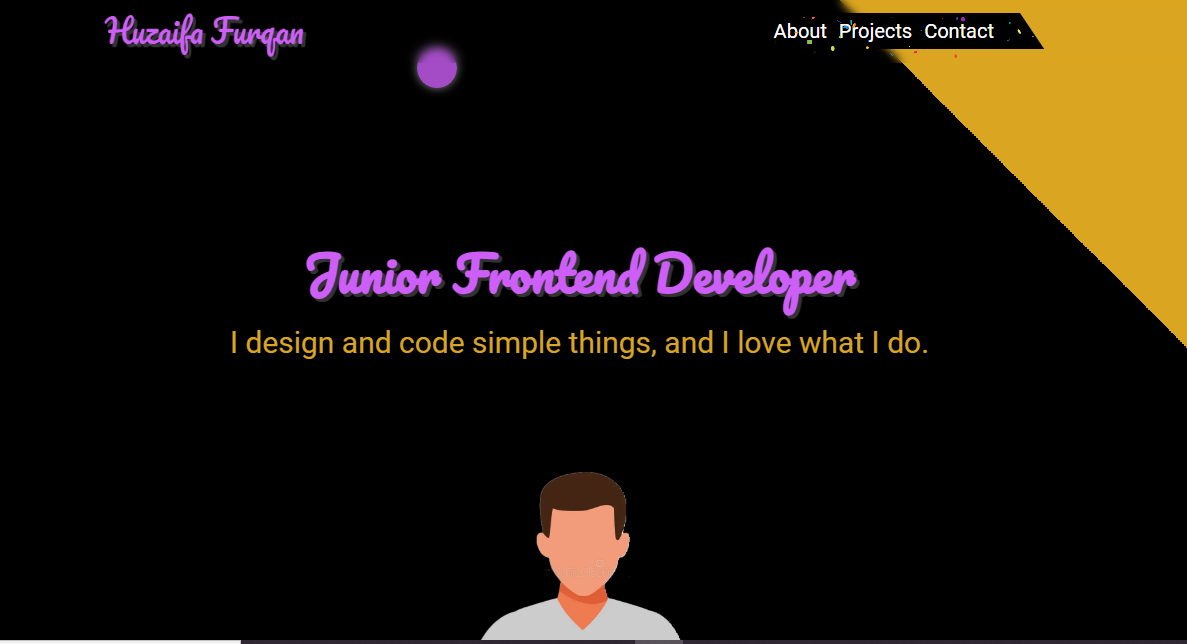 Huzaifa Furqan
About Projects Contact
Junior Frontend Developer
I design and code simple things, and I love what I do.